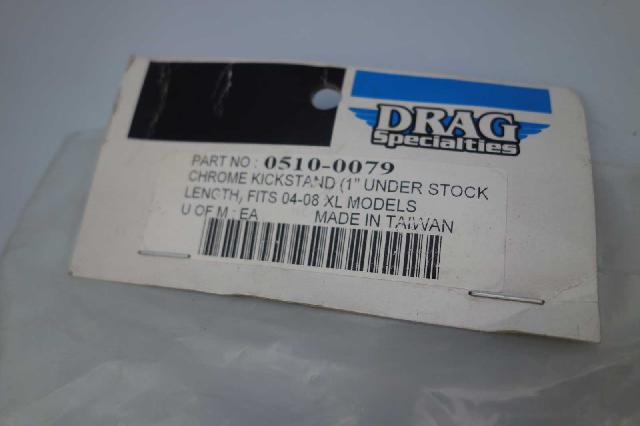 DRAG
Specialties
PART NO : 0510-0079
CHROME KICKSTAND (1" UNDER STOCK
LENGTH, FITS 04-08 XL MODELS
U OF M : EA MADE IN TAIWAN